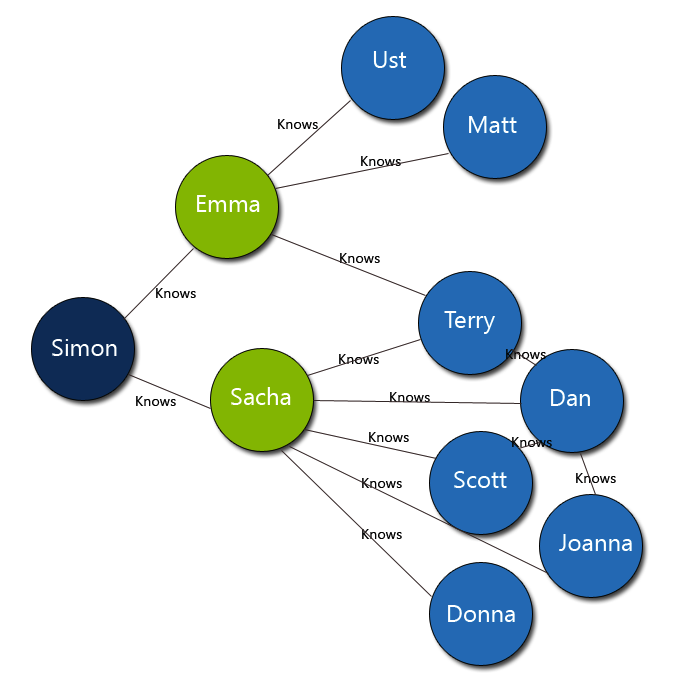 Ust
Knows
Matt
Knows
Emma
Knows
Knows
Terry
Simon
Knows
Knows
Sacha
Knows
Knows
Dan
Knows
Knows
Scott
Knows
Knows
Joanna
Knows
Donna